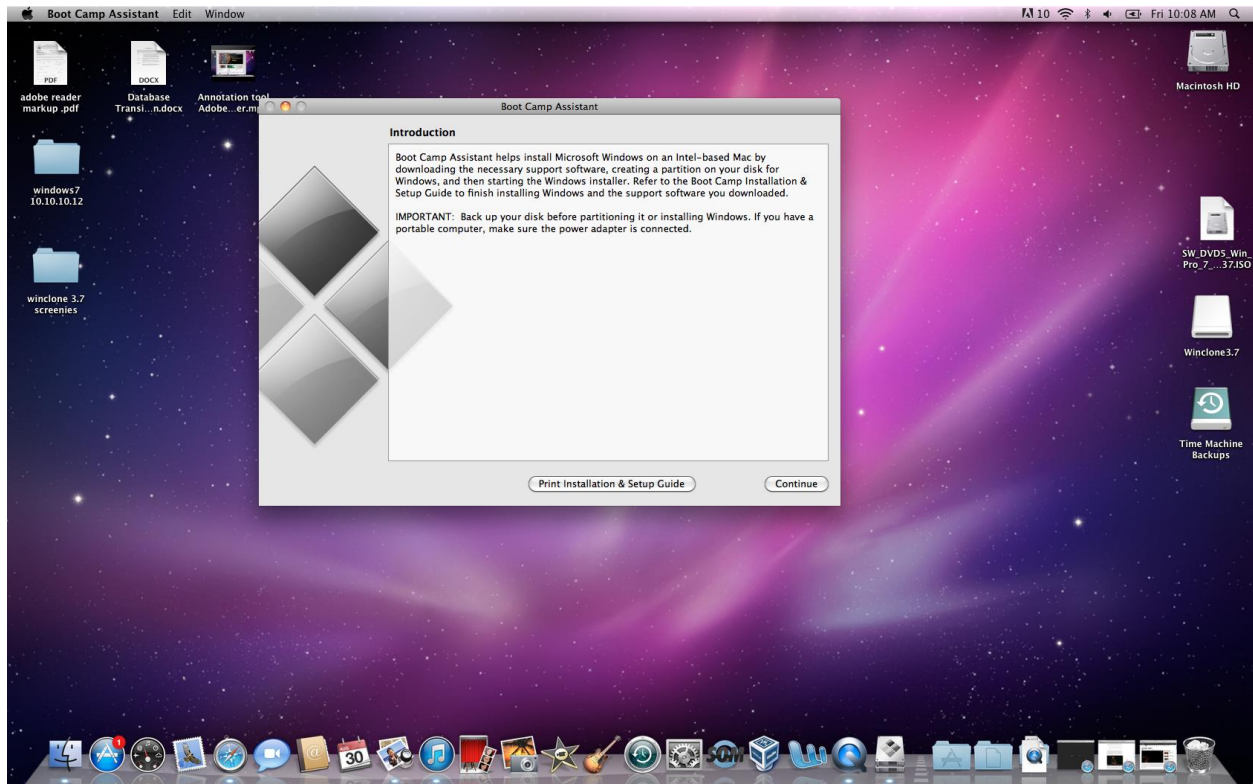 Boot Camp Assistant Edit Window
10 Fri 10:08 AM
PDF
adobe reader
markup .pdf
DOCX
Database
Transi...n.docx
Annotation tool
Adobe...er.m
windows7
10.10.10.12
winclone 3.7
screenies
Boot Camp Assistant
Introduction
Boot Camp Assistant helps install Microsoft Windows on an Intel-based Mac by
downloading the necessary support software, creating a partition on your disk for
Windows, and then starting the Windows installer. Refer to the Boot Camp Installation &
Setup Guide to finish installing Windows and the support software you downloaded.
IMPORTANT: Back up your disk before partitioning it or installing Windows. If you have a
portable computer, make sure the power adapter is connected.
Print Installation & Setup Guide
Continue
Macintosh HD
SW_DVD5_Win_
Pro_7_...37.ISO
Winclone3.7
Time Machine
Backups
1
30
SQM